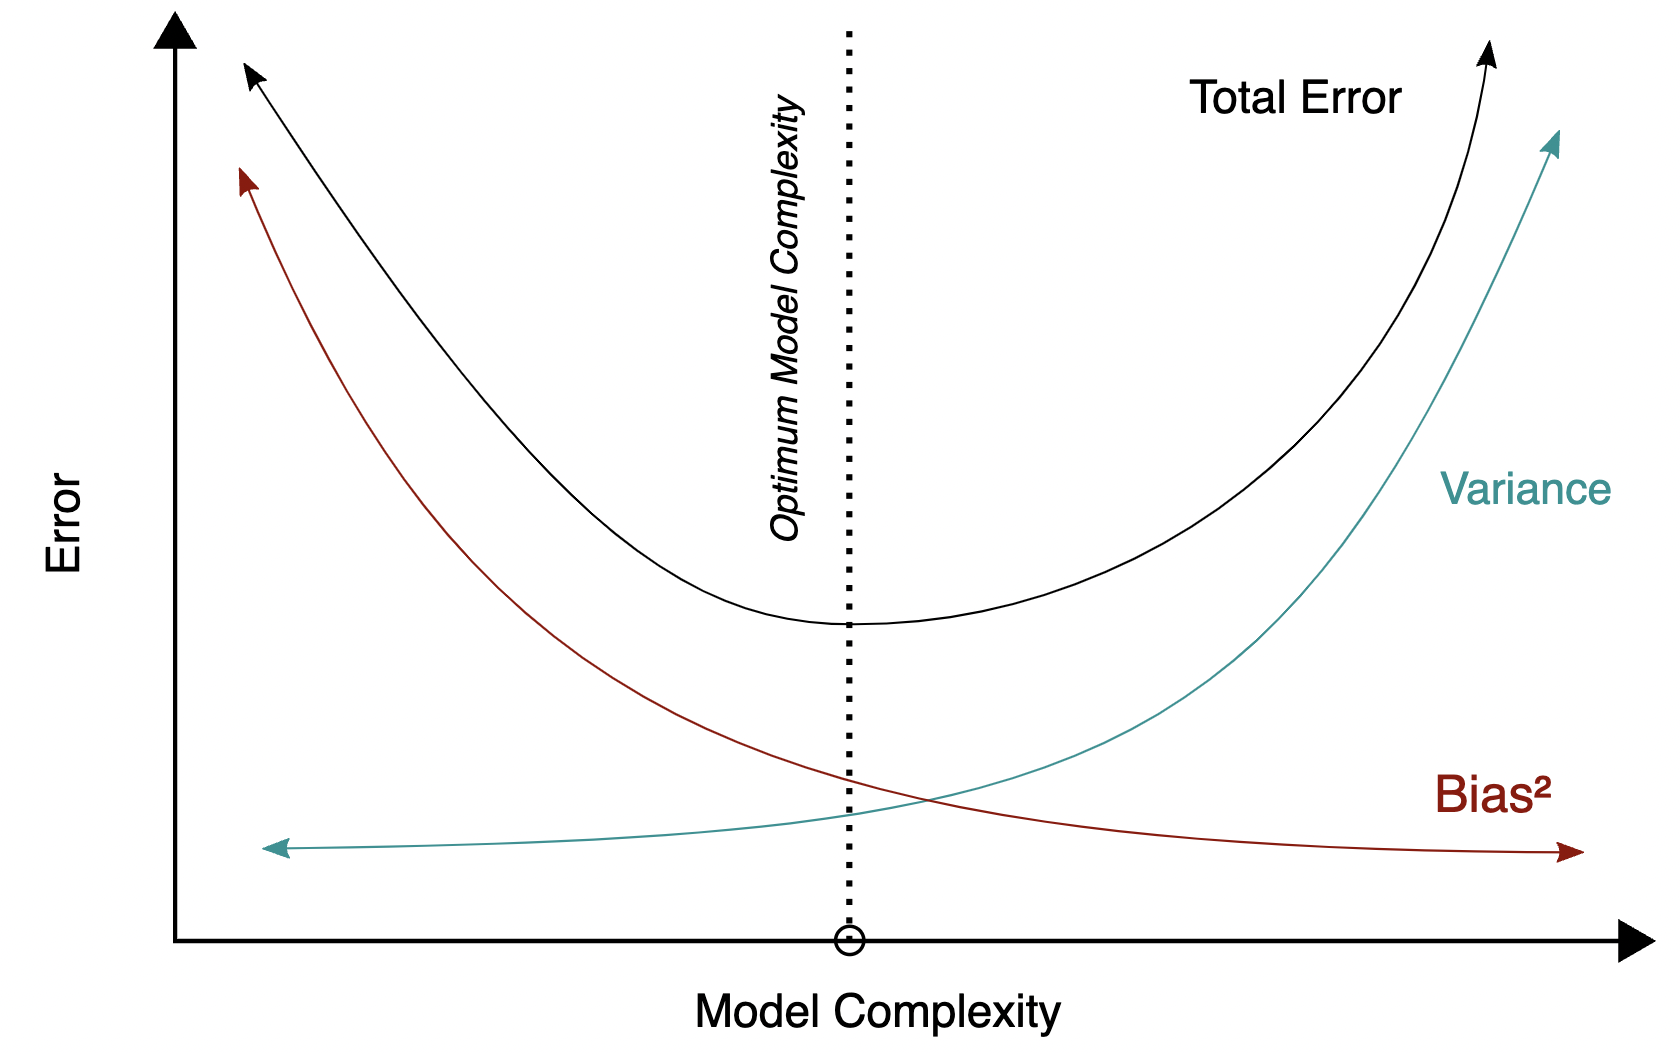 Total Error
Optimum Model Complexity
Error
Variance
Bias²
Model Complexity